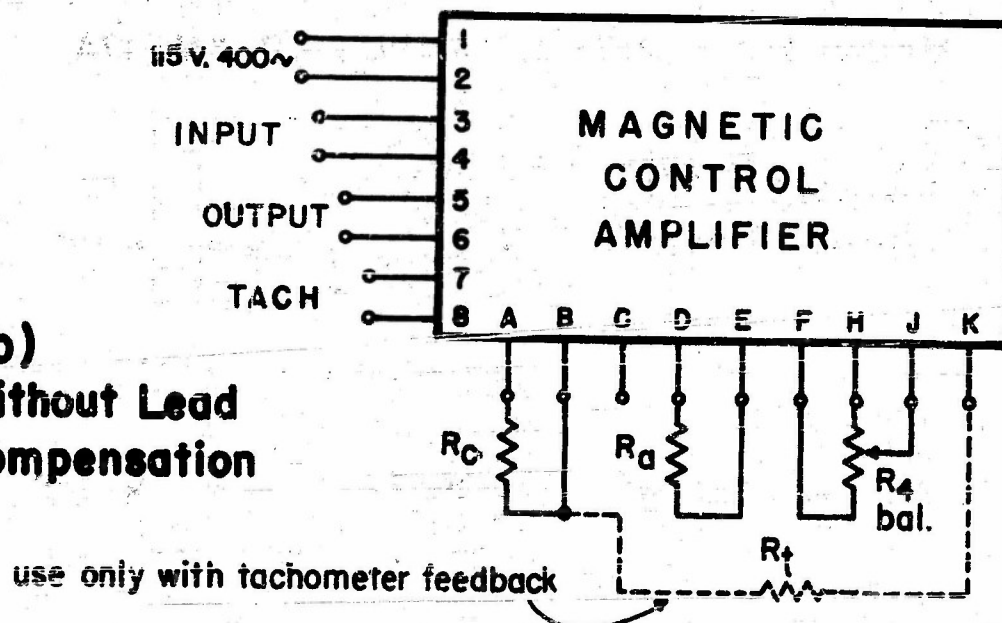 115 V. 400~
INPUT
OUTPUT
TACH
1
2
3
4
5
6
7
8
MAGNETIC
CONTROL
AMPLIFIER
A B C D E F H J K
Rc
Ra
R4
bal.
Rt
b)
ithout Lead
ompensation
use only with tachometer feedback